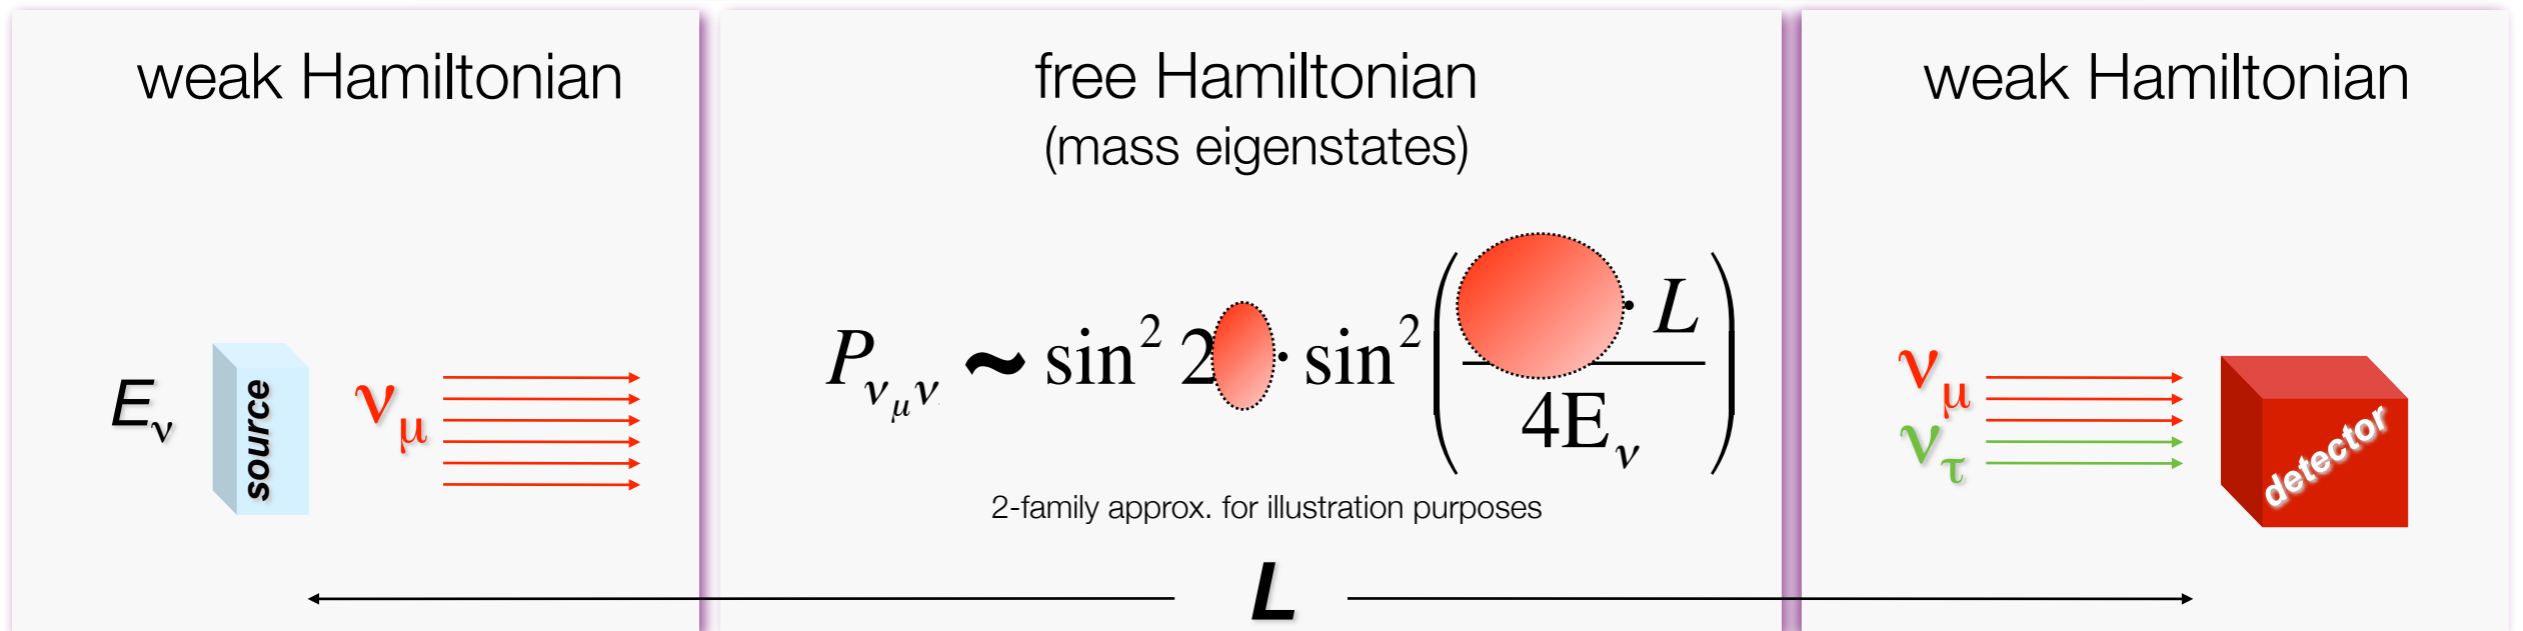 weak Hamiltonian
free Hamiltonian
(mass eigenstates)
weak Hamiltonian
E_ν
source
ν_μ
P_{ν_μ ν} ~ sin² 2 · sin² ( · L / 4E_ν )
2-family approx. for illustration purposes
L
ν_μ
ν_τ
detector